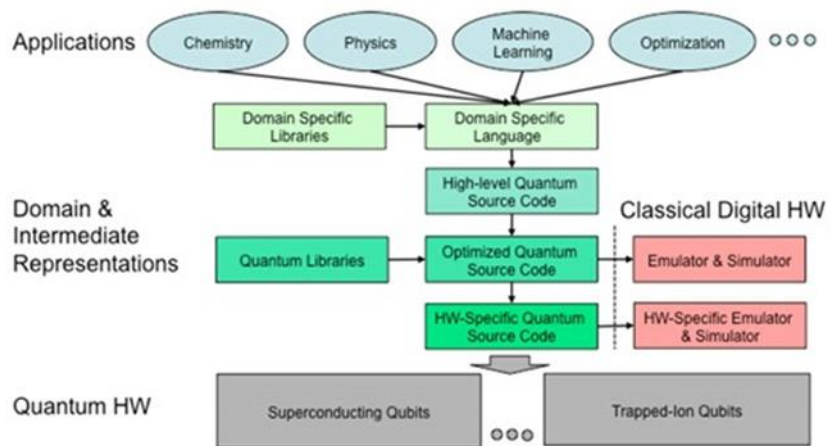 Applications
Chemistry
Physics
Machine
Learning
Optimization
Domain Specific
Libraries
Domain Specific
Language
High-level Quantum
Source Code
Domain &
Intermediate
Representations
Classical Digital HW
Quantum Libraries
Optimized Quantum
Source Code
Emulator & Simulator
HW-Specific Quantum
Source Code
HW-Specific Emulator
& Simulator
Quantum HW
Superconducting Qubits
Trapped-Ion Qubits